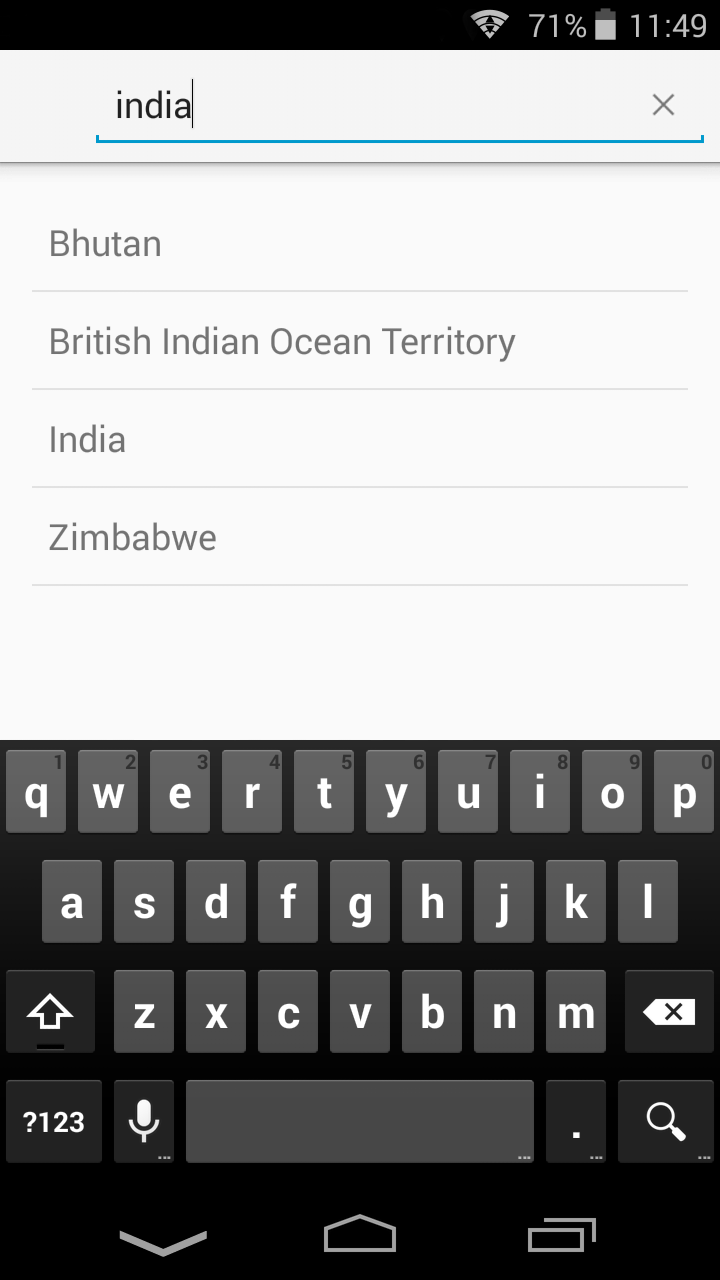 71% 11:49
india
Bhutan
British Indian Ocean Territory
India
Zimbabwe
1 2 3 4 5 6 7 8 9 0
q w e r t y u i o p
a s d f g h j k l
z x c v b n m
?123 .